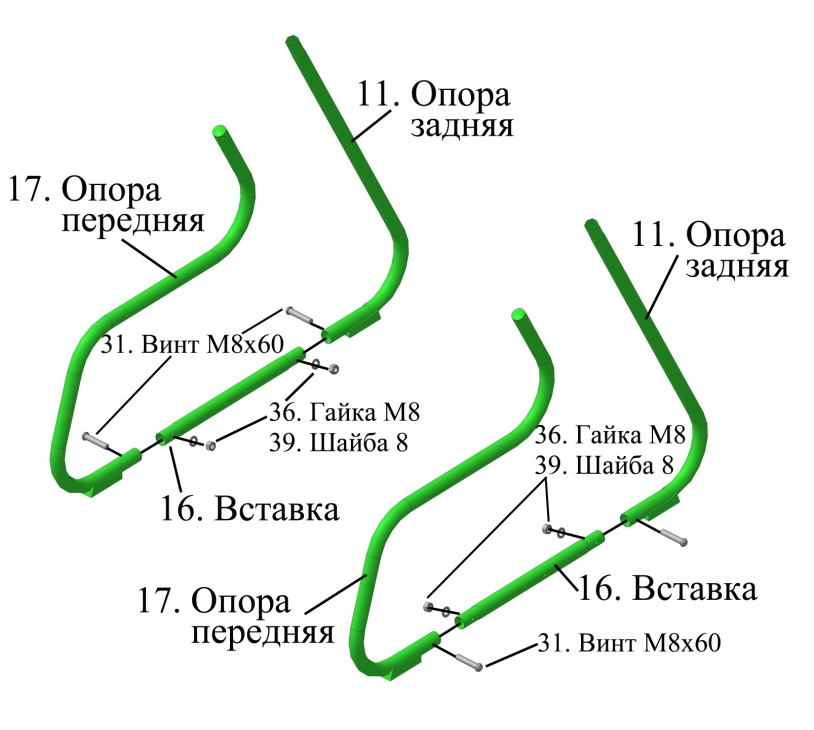 11. Опора
задняя
17. Опора
передняя
31. Винт М8х60
36. Гайка М8
39. Шайба 8
16. Вставка
11. Опора
задняя
36. Гайка М8
39. Шайба 8
16. Вставка
17. Опора
передняя
31. Винт М8х60